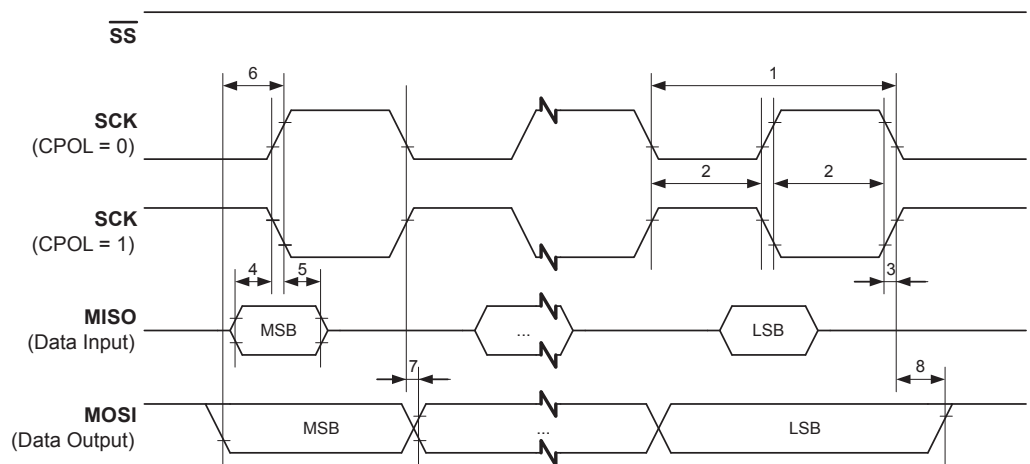 SS
6
1
SCK
(CPOL = 0)
2
2
SCK
(CPOL = 1)
4
5
3
MISO
(Data Input)
MSB
...
LSB
7
8
MOSI
(Data Output)
MSB
...
LSB